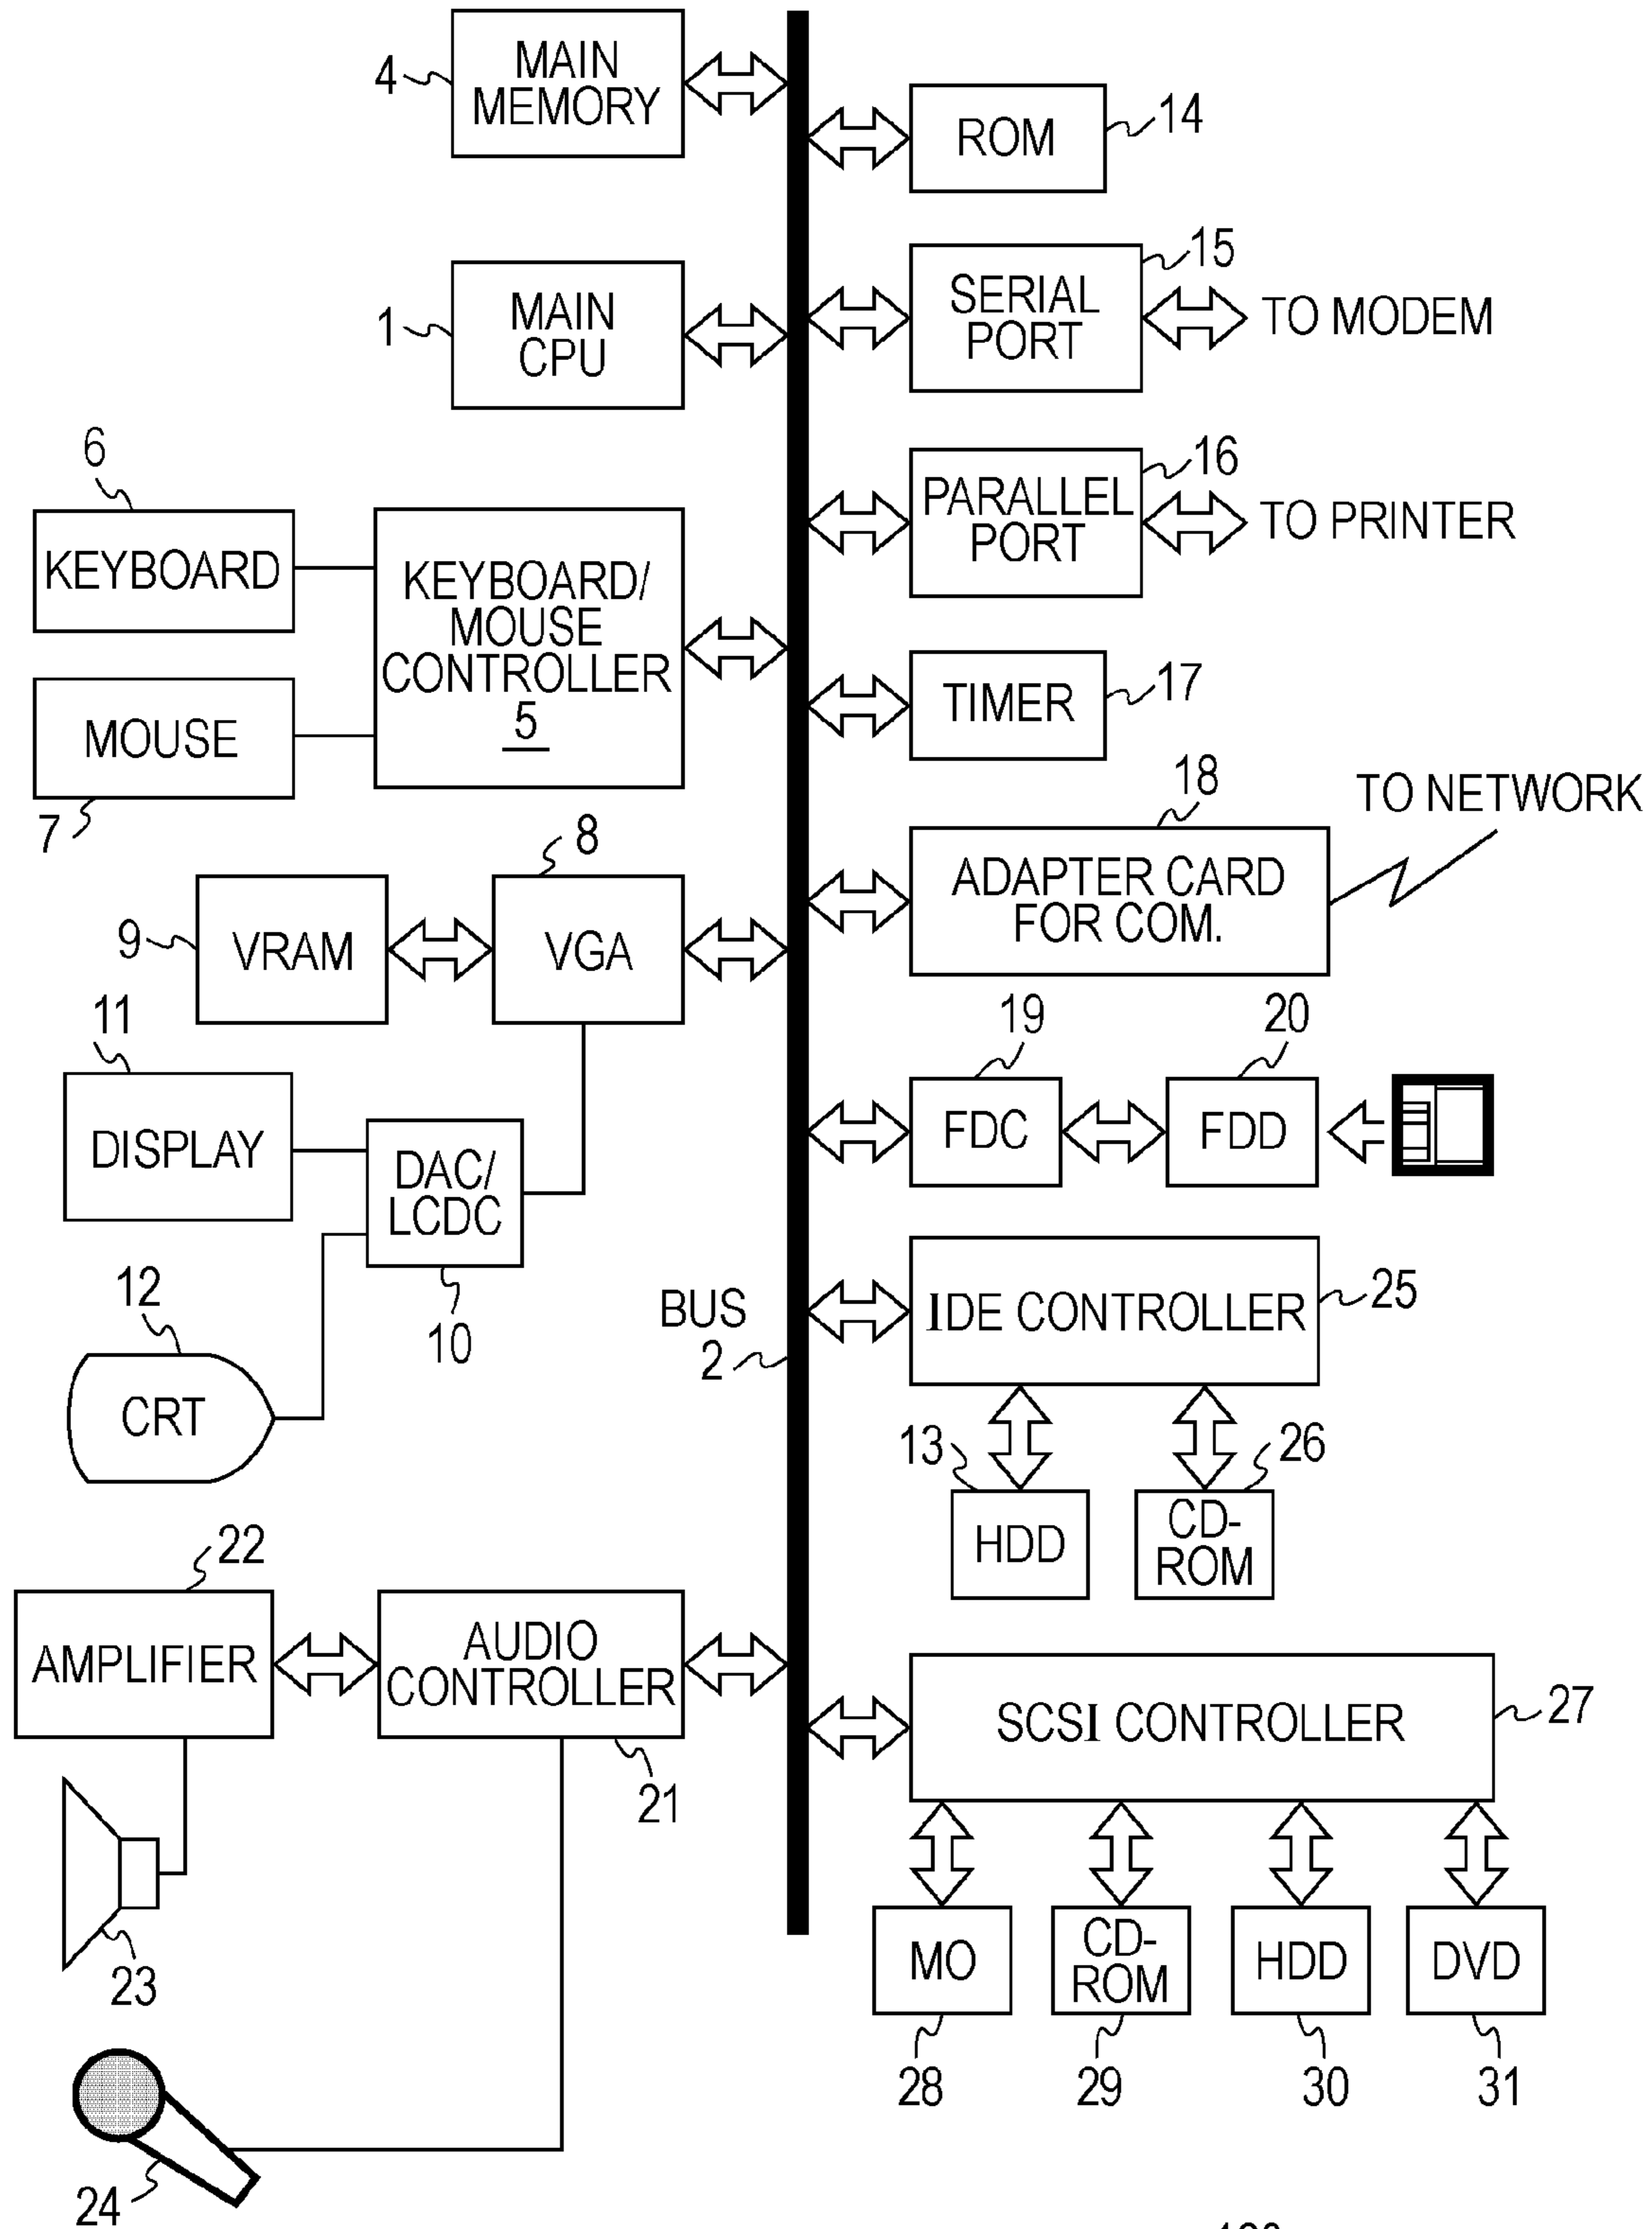 4
MAIN
MEMORY
ROM
14
1
MAIN
CPU
15
SERIAL
PORT
TO MODEM
6
KEYBOARD
KEYBOARD/
MOUSE
CONTROLLER
5
MOUSE
7
16
PARALLEL
PORT
TO PRINTER
TIMER
17
18
TO NETWORK
ADAPTER CARD
FOR COM.
8
9
VRAM
VGA
11
DISPLAY
DAC/
LCDC
10
12
CRT
19
20
FDC
FDD
BUS
2
IDE CONTROLLER
25
13
26
HDD
CD-
ROM
22
AMPLIFIER
AUDIO
CONTROLLER
21
23
24
SCSI CONTROLLER
27
MO
CD-
ROM
HDD
DVD
28
29
30
31